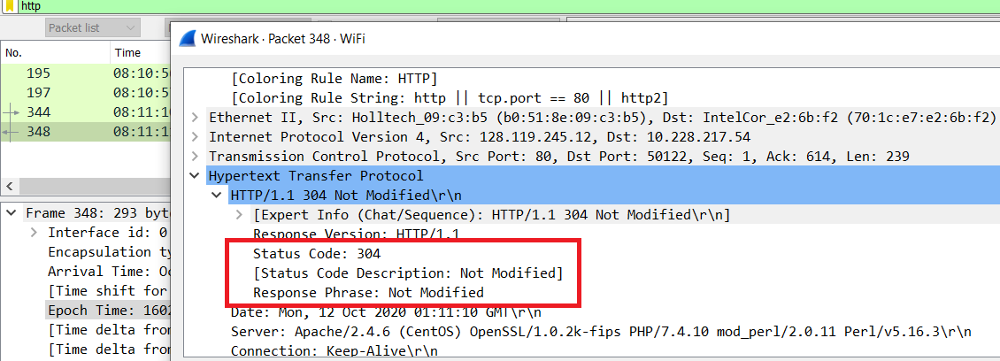 http
Packet list
Wireshark · Packet 348 · WiFi
No.
Time
195
08:10:50
197
08:10:5
344
08:11:10
348
08:11:1
[Coloring Rule Name: HTTP]
[Coloring Rule String: http || tcp.port == 80 || http2]
Ethernet II, Src: Holltech_09:c3:b5 (b0:51:8e:09:c3:b5), Dst: IntelCor_e2:6b:f2 (70:1c:e7:e2:6b:f2)
Internet Protocol Version 4, Src: 128.119.245.12, Dst: 10.228.217.54
Transmission Control Protocol, Src Port: 80, Dst Port: 50122, Seq: 1, Ack: 614, Len: 239
Hypertext Transfer Protocol
HTTP/1.1 304 Not Modified\r\n
[Expert Info (Chat/Sequence): HTTP/1.1 304 Not Modified\r\n]
Response Version: HTTP/1.1
Status Code: 304
[Status Code Description: Not Modified]
Response Phrase: Not Modified
Date: Mon, 12 Oct 2020 01:11:10 GMT\r\n
Server: Apache/2.4.6 (CentOS) OpenSSL/1.0.2k-fips PHP/7.4.10 mod_perl/2.0.11 Perl/v5.16.3\r\n
Connection: Keep-Alive\r\n
Frame 348: 293 byt
Interface id: 0
Encapsulation ty
Arrival Time: Oc
[Time shift for
Epoch Time: 1602
[Time delta from
[Time delta from